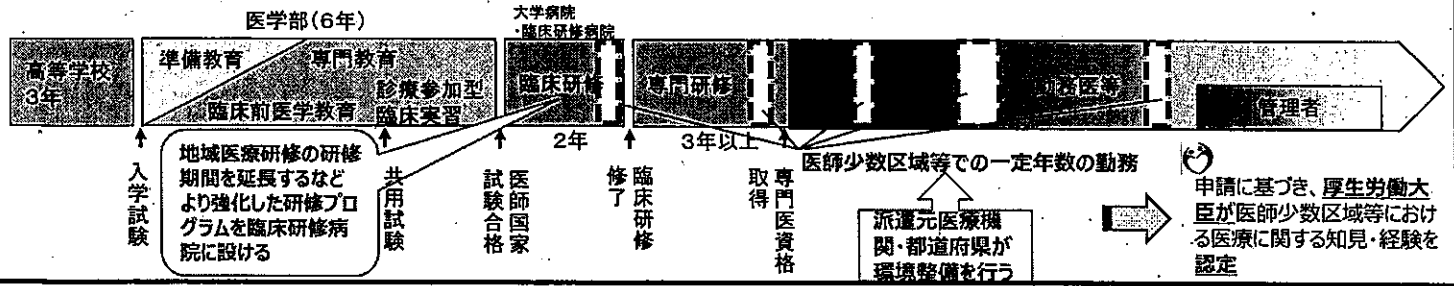 医学部(6年)
大学病院
・臨床研修病院
高等学校
3年
準備教育
専門教育
臨床前医学教育
診療参加型
臨床実習
臨床研修
専門研修
勤務医等
管理者
2年
3年以上
入学試験
共用試験
医師国家
試験合格
臨床研修
修了
専門医資格
取得
地域医療研修の研修
期間を延長するなど
より強化した研修プロ
グラムを臨床研修病
院に設ける
医師少数区域等での一定年数の勤務
派遣元医療機
関・都道府県が
環境整備を行う
申請に基づき、厚生労働大
臣が医師少数区域等におけ
る医療に関する知見・経験を
認定